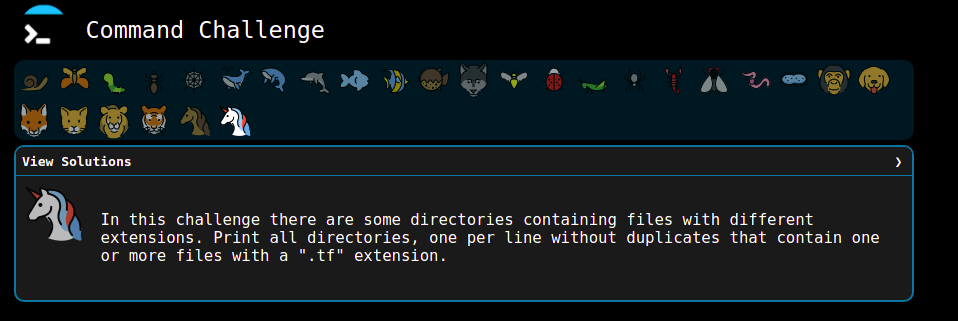 Command Challenge
View Solutions
In this challenge there are some directories containing files with different
extensions. Print all directories, one per line without duplicates that contain one
or more files with a ".tf" extension.